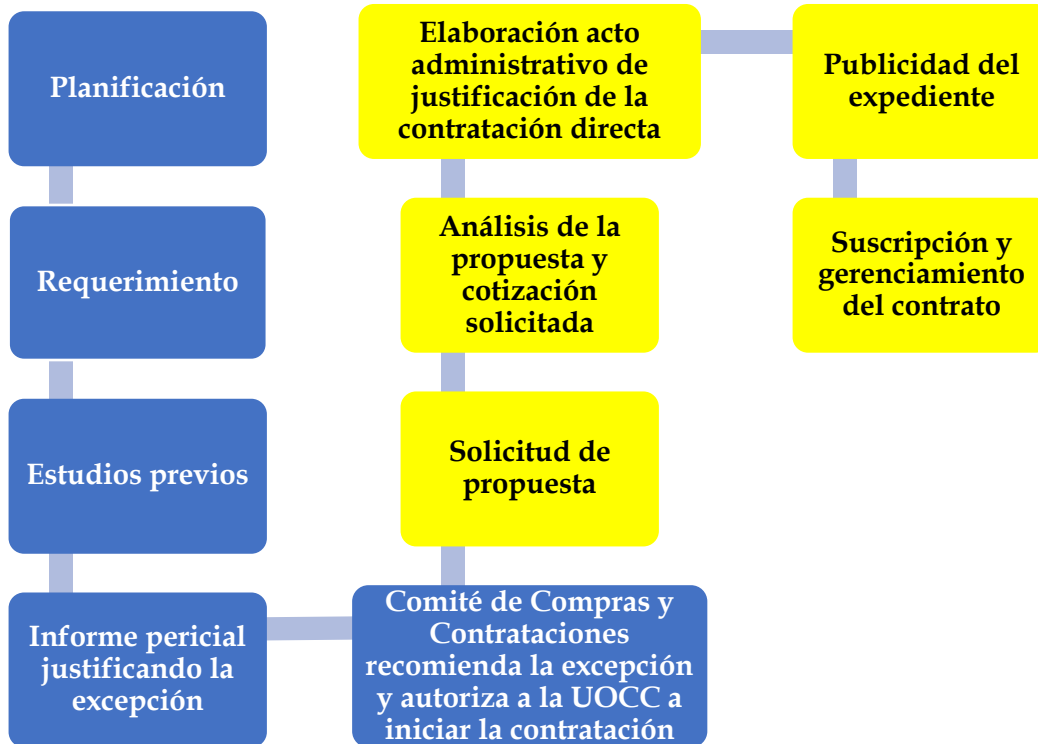 Planificación
Requerimiento
Estudios previos
Informe pericial
justificando la
excepción
Comité de Compras y
Contrataciones
recomienda la excepción
y autoriza a la UOCC a
iniciar la contratación
Solicitud de
propuesta
Análisis de la
propuesta y
cotización
solicitada
Elaboración acto
administrativo de
justificación de la
contratación directa
Publicidad del
expediente
Suscripción y
gerenciamiento
del contrato